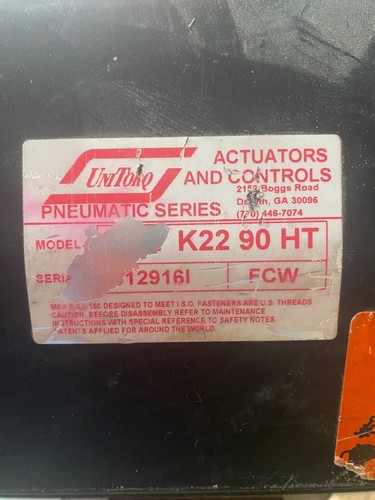 UNITORQ
ACTUATORS
AND CONTROLS
2152 Boggs Road
GA 30096
446-7074
PNEUMATIC SERIES
MODEL K22 90 HT
12916I FCW
DESIGNED TO MEET I.S.O. FASTENERS ARE U.S. THREADS
CAUTION: BEFORE DISASSEMBLY REFER TO MAINTENANCE
INSTRUCTIONS WITH SPECIAL REFERENCE TO SAFETY NOTES.
PATENTS APPLIED FOR AROUND THE WORLD.